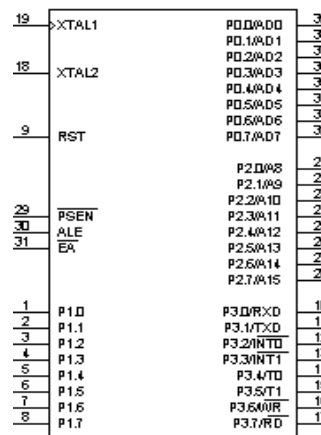 19 XTAL1 P0.0/AD0
P0.1/AD1
P0.2/AD2
18 XTAL2 P0.3/AD3
P0.4/AD4
P0.5/AD5
P0.6/AD6
9 RST P0.7/AD7
P2.0/A8
P2.1/A9
P2.2/A10
29 PSEN P2.3/A11
30 ALE P2.4/A12
31 EA P2.5/A13
P2.6/A14
P2.7/A15
1 P1.0 P3.0/RXD
2 P1.1 P3.1/TXD
3 P1.2 P3.2/INT0
4 P1.3 P3.3/INT1
5 P1.4 P3.4/T0
6 P1.5 P3.5/T1
7 P1.6 P3.6/WR
8 P1.7 P3.7/RD